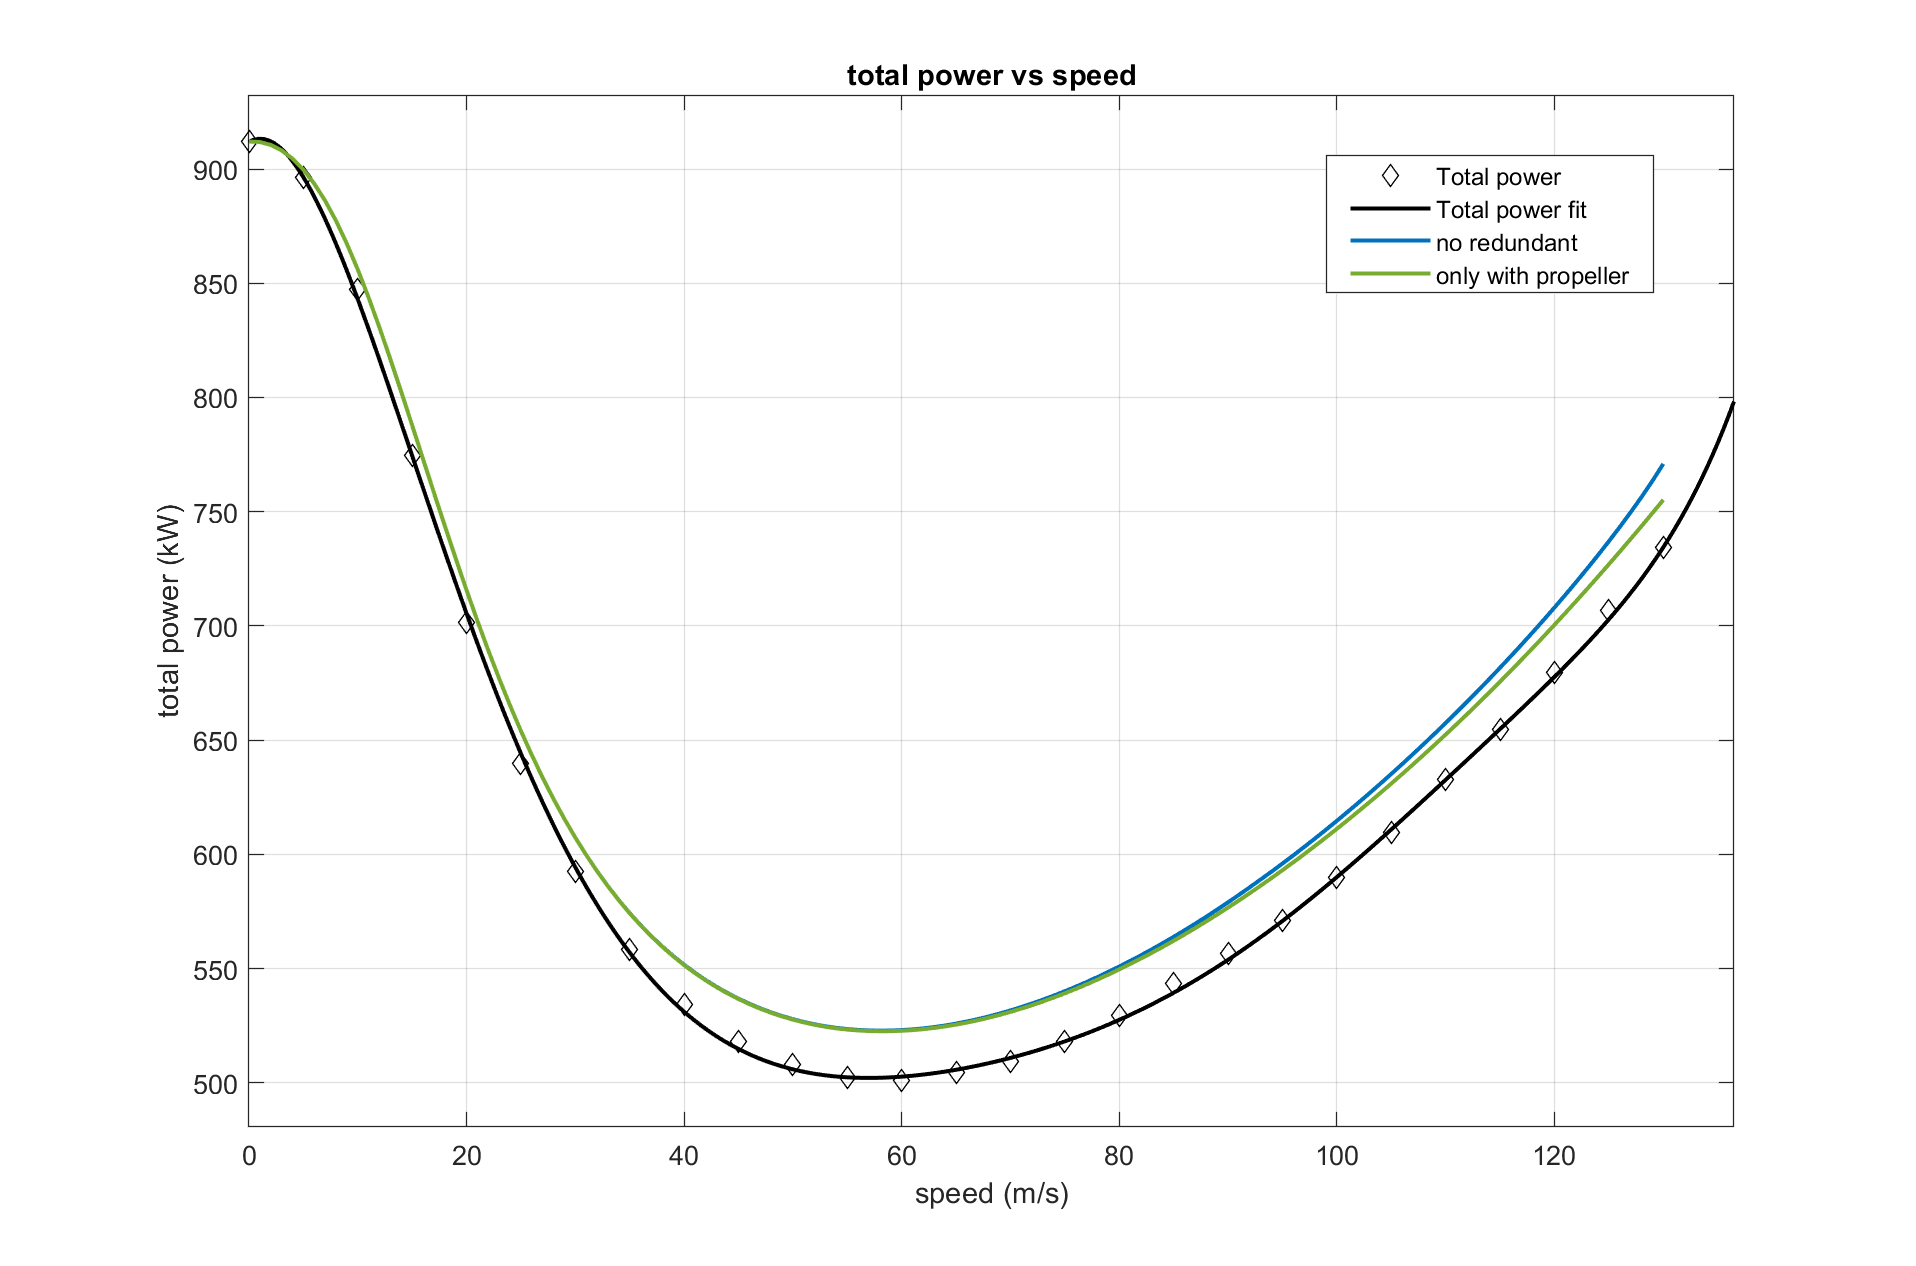 total power vs speed
Total power
Total power fit
no redundant
only with propeller
900
850
800
750
700
650
600
550
500
total power (kW)
0 20 40 60 80 100 120
speed (m/s)